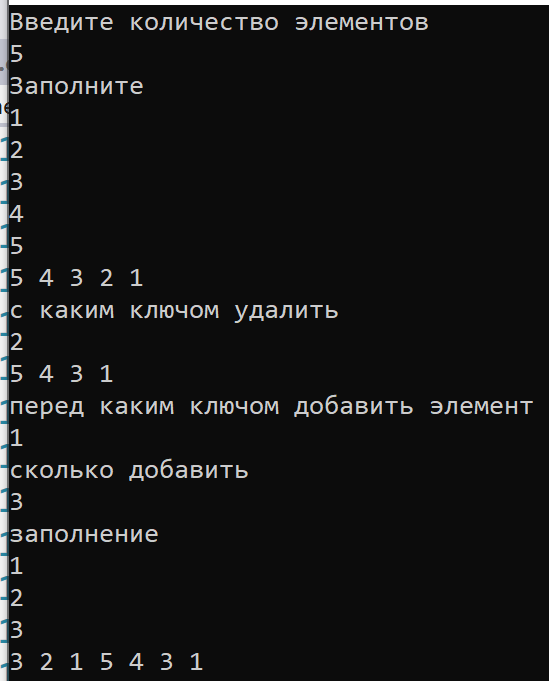 Введите количество элементов
5
Заполните
1
2
3
4
5
5 4 3 2 1
с каким ключом удалить
2
5 4 3 1
перед каким ключом добавить элемент
1
сколько добавить
3
заполнение
1
2
3
3 2 1 5 4 3 1